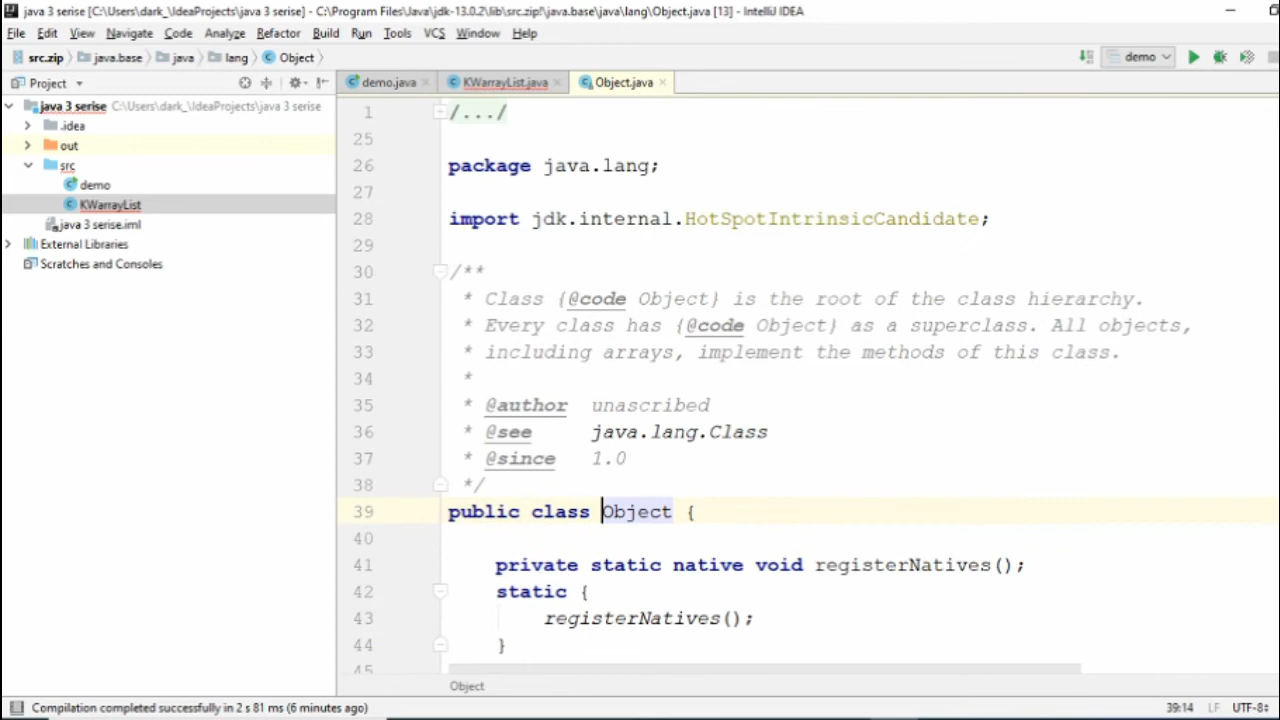 java 3 serise [C:\Users\dark_\IdeaProjects\java 3 serise] - C:\Program Files\Java\jdk-13.0.2\lib\src.zip!\java.base\java\lang\Object.java [13] - IntelliJ IDEA
File Edit View Navigate Code Analyze Refactor Build Run Tools VCS Window Help
src.zip java.base java lang Object demo
Project demo.java KWarrayList.java Object.java
java 3 serise C:\Users\dark_\IdeaProjects\java 3 serise
.idea
out
src
demo
KWarrayList
java 3 serise.iml
External Libraries
Scratches and Consoles
1 /.../
25
26 package java.lang;
27
28 import jdk.internal.HotSpotIntrinsicCandidate;
29
30 /**
31 * Class {@code Object} is the root of the class hierarchy.
32 * Every class has {@code Object} as a superclass. All objects,
33 * including arrays, implement the methods of this class.
34 *
35 * @author unascribed
36 * @see java.lang.Class
37 * @since 1.0
38 */
39 public class Object {
40
41 private static native void registerNatives();
42 static {
43 registerNatives();
44 }
45
Object
Compilation completed successfully in 2 s 81 ms (6 minutes ago) 39:14 LF UTF-8